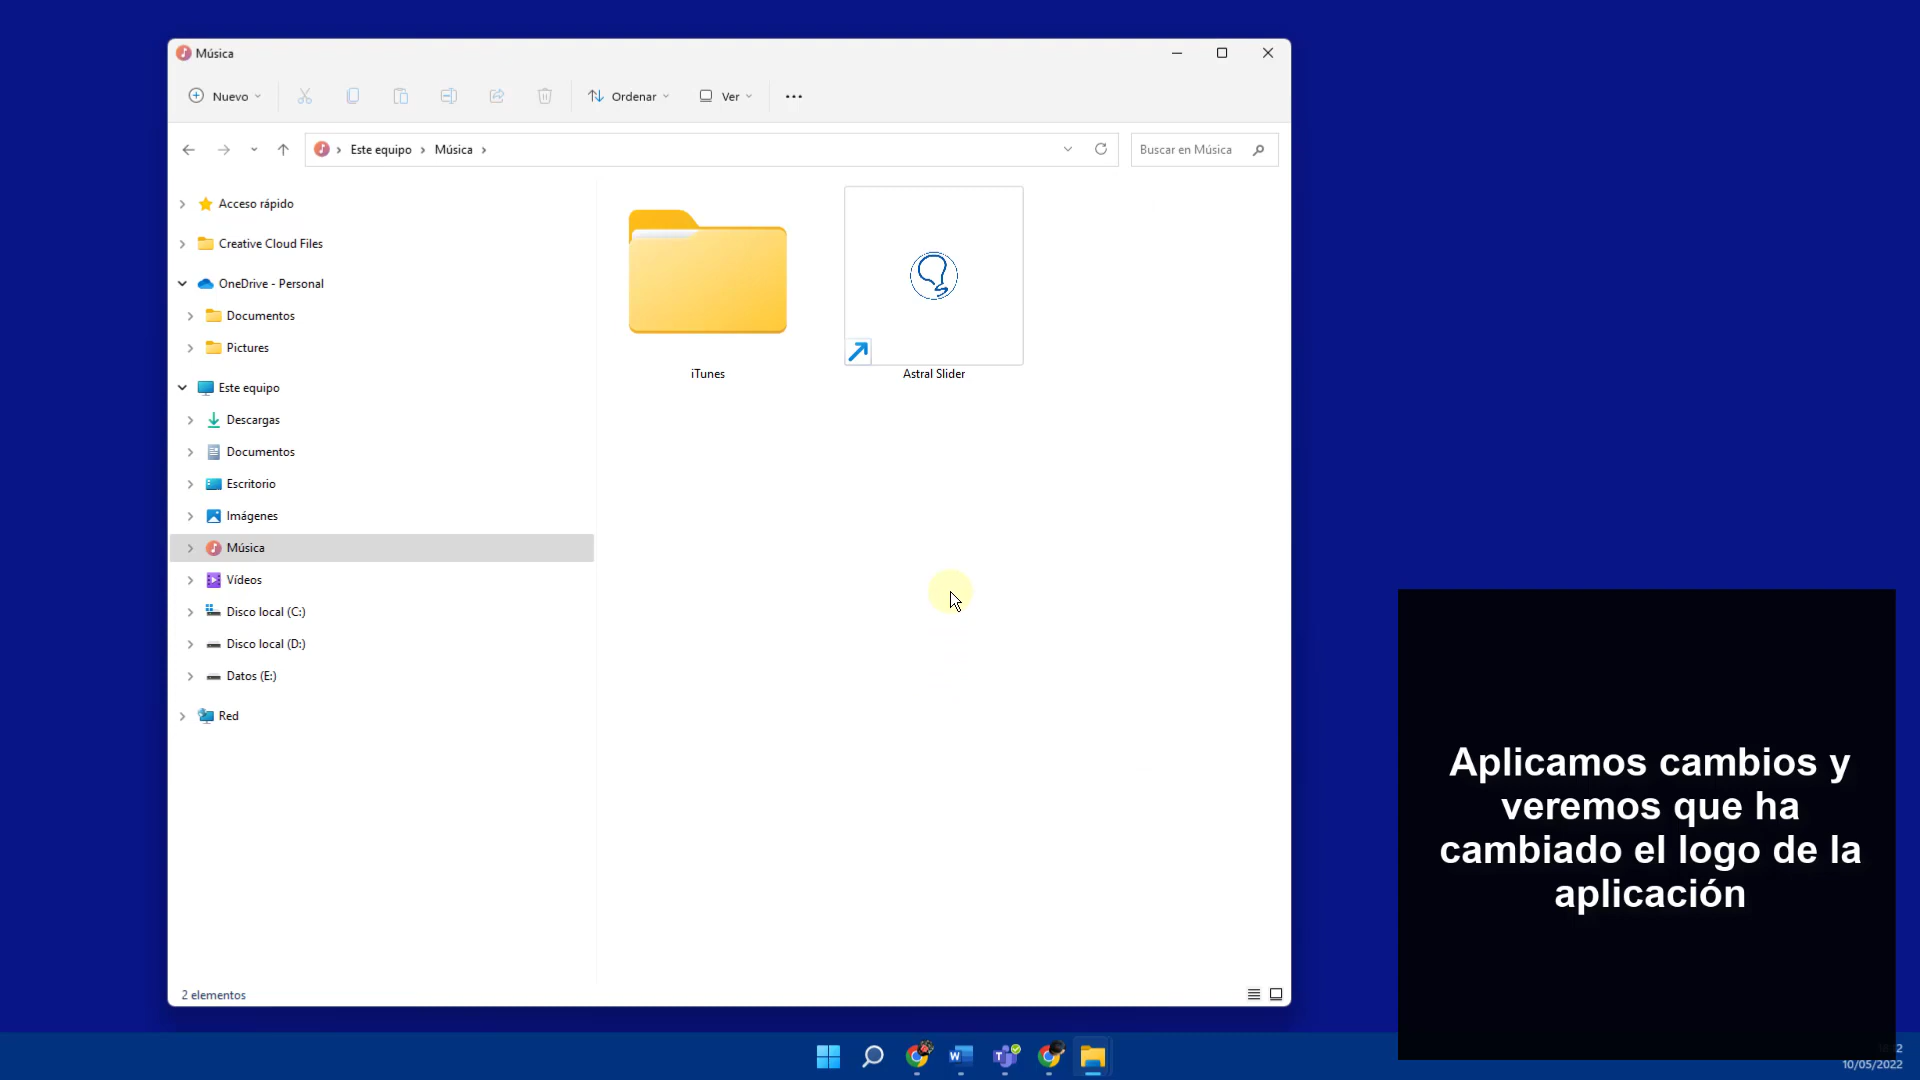 Música
Nuevo
Ordenar
Ver
Este equipo
Música
Buscar en Música
Acceso rápido
Creative Cloud Files
OneDrive - Personal
Documentos
Pictures
Este equipo
Descargas
Documentos
Escritorio
Imágenes
Música
Vídeos
Disco local (C:)
Disco local (D:)
Datos (E:)
Red
iTunes
Astral Slider
2 elementos
Aplicamos cambios y
veremos que ha
cambiado el logo de la
aplicación
10/05/2022